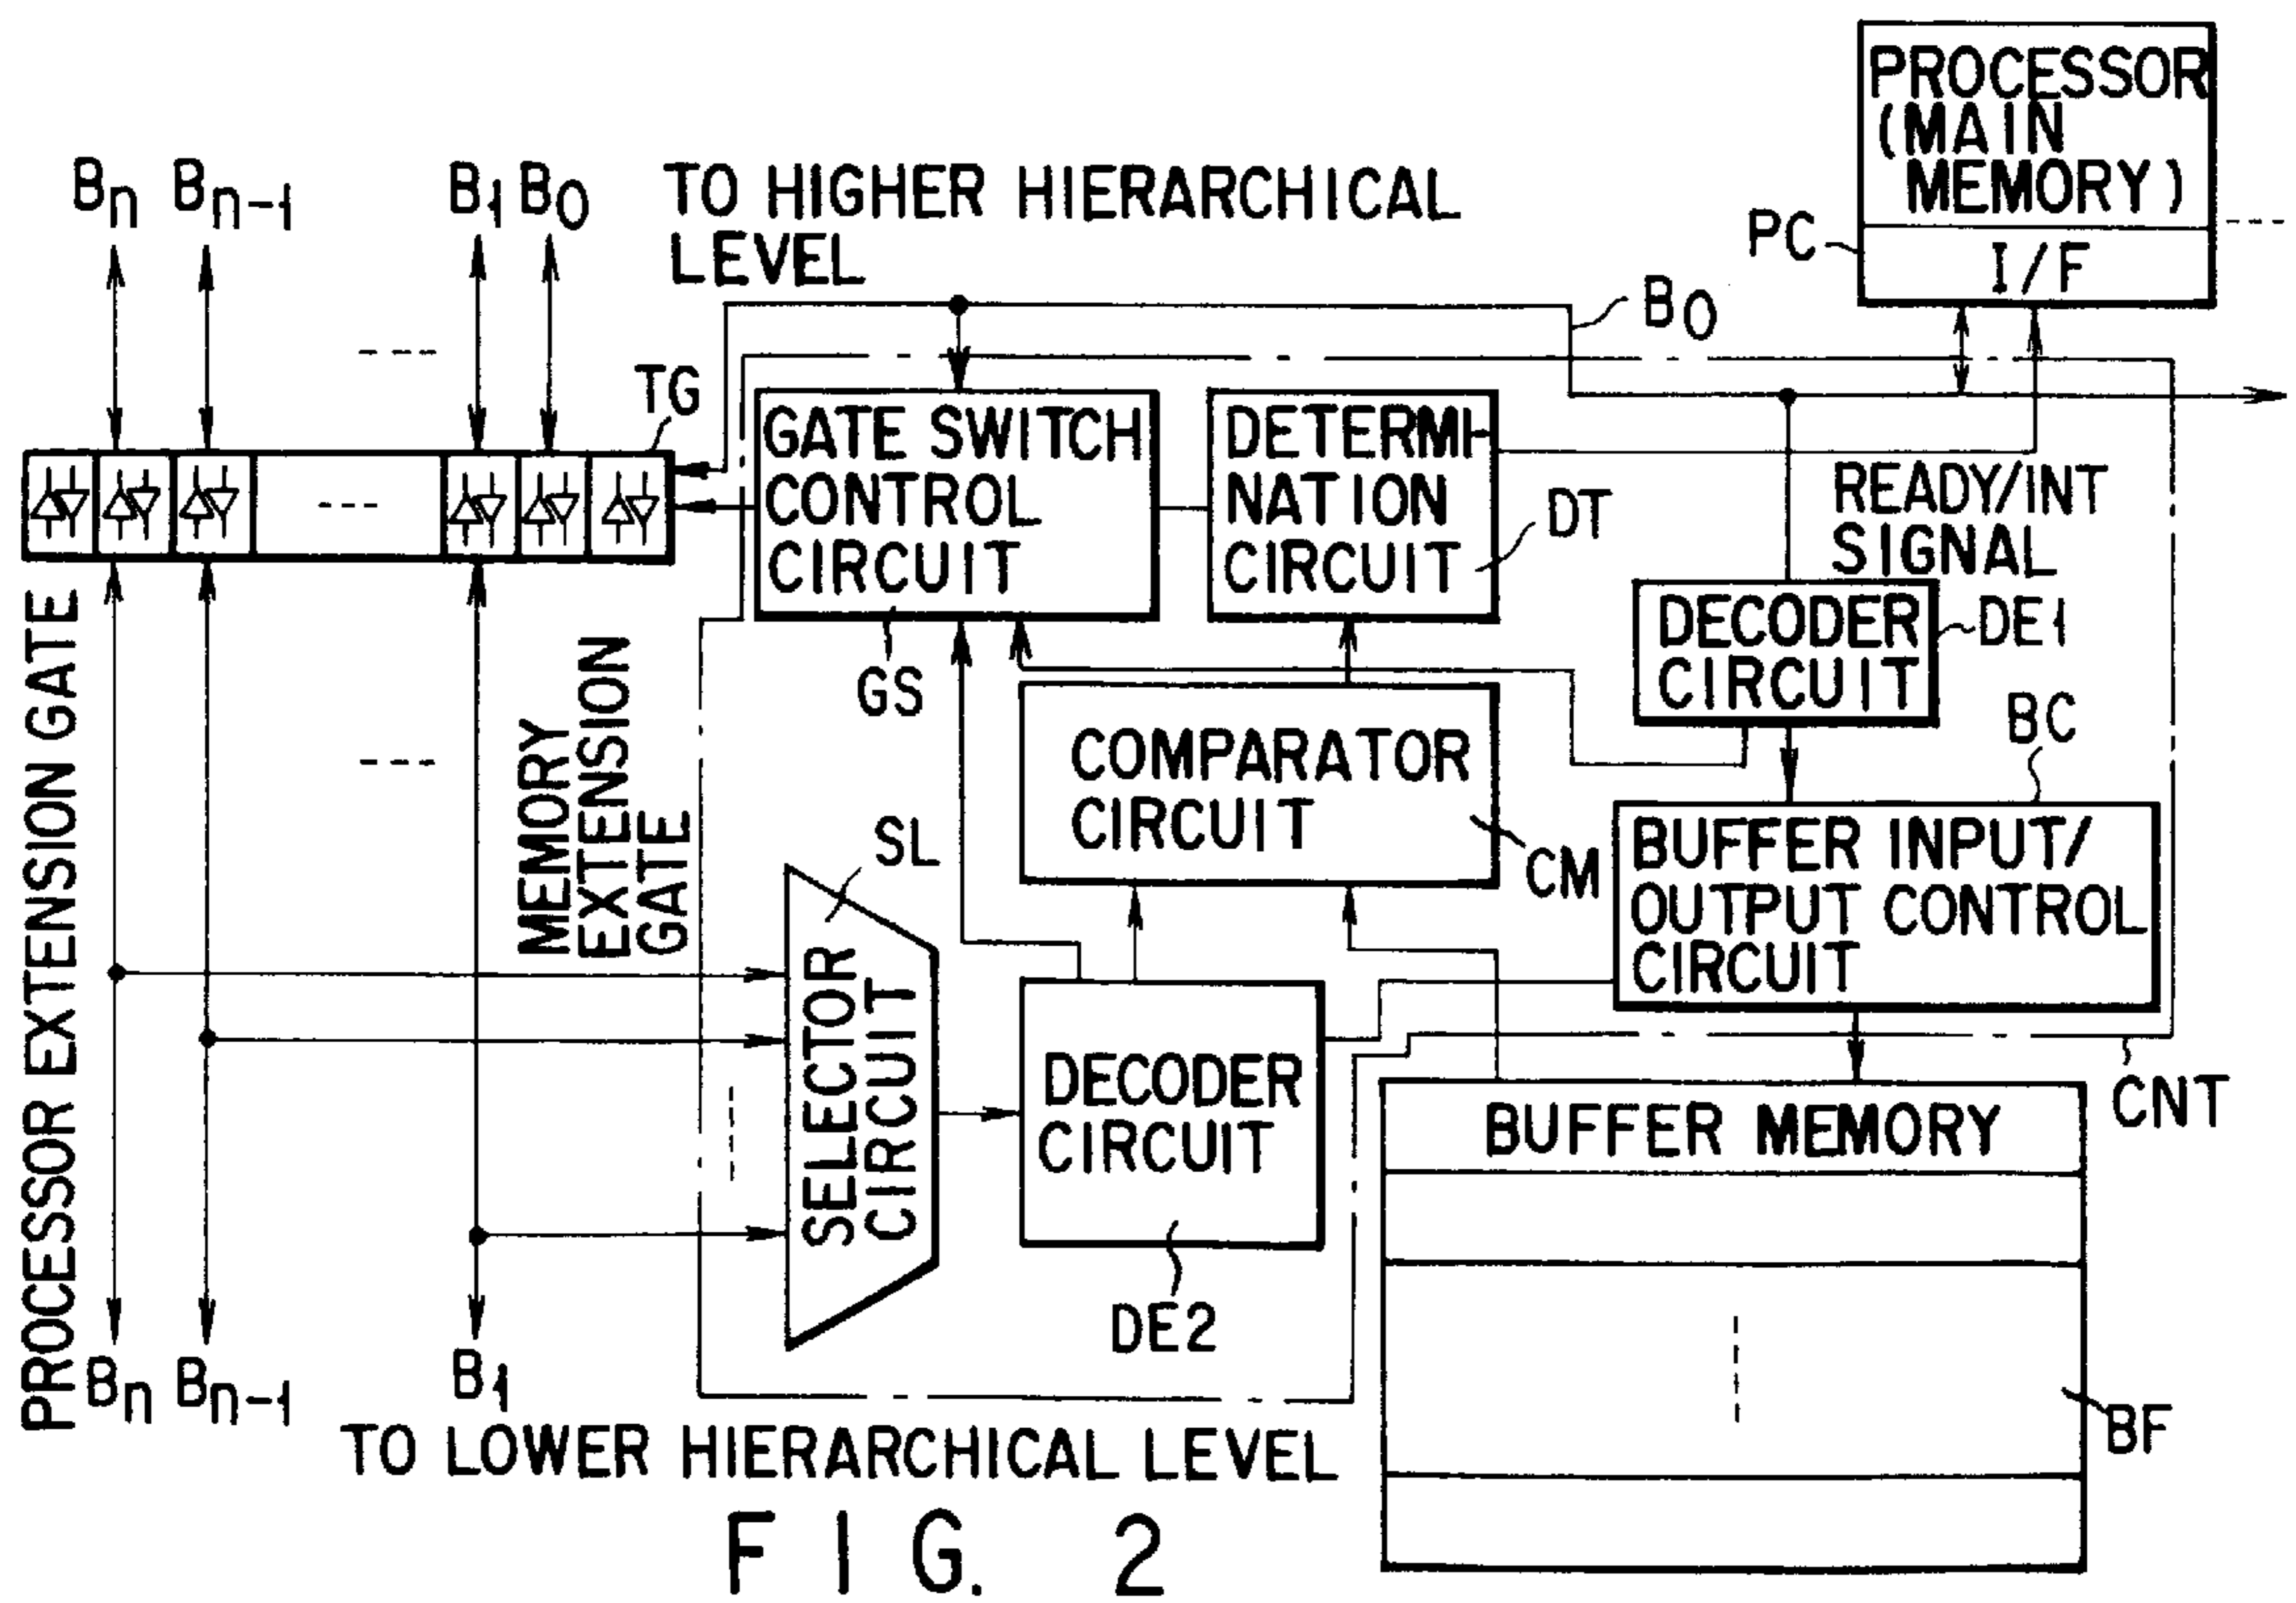 PROCESSOR
(MAIN
MEMORY)
I/F
PC
Bn
Bn-1
B1
B0
TO HIGHER HIERARCHICAL
LEVEL
B0
TG
GATE SWITCH
CONTROL
CIRCUIT
GS
DETERMI-
NATION
CIRCUIT
DT
READY/INT
SIGNAL
DECODER
CIRCUIT
DE1
PROCESSOR EXTENSION GATE
MEMORY
EXTENSION
GATE
COMPARATOR
CIRCUIT
CM
BC
BUFFER INPUT/
OUTPUT CONTROL
CIRCUIT
SL
SELECTOR
CIRCUIT
DECODER
CIRCUIT
DE2
CNT
BUFFER MEMORY
BF
Bn
Bn-1
B1
TO LOWER HIERARCHICAL LEVEL
FIG. 2